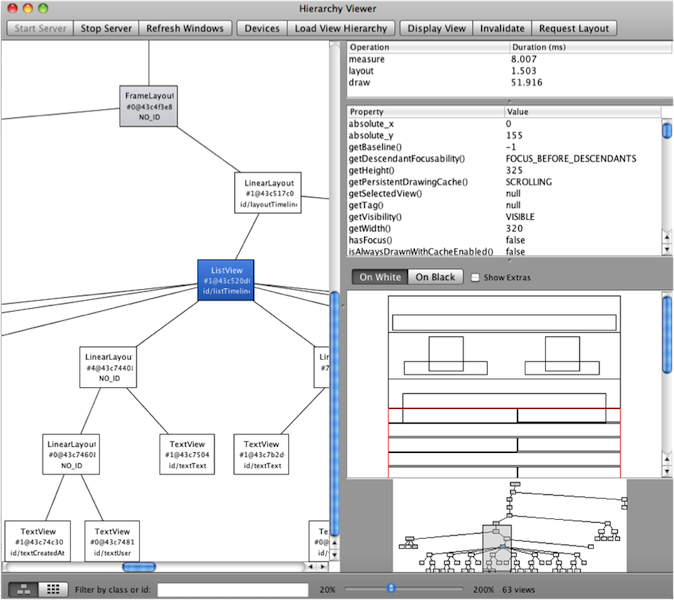 Hierarchy Viewer
Start Server Stop Server Refresh Windows Devices Load View Hierarchy Display View Invalidate Request Layout
FrameLayout
#0@43c4f3e8
NO_ID
LinearLayout
#1@43c517c0
id/layoutTimelin
ListView
#1@43c520d
id/listTimelin
LinearLayout
#4@43c7440
NO_ID
Li
#7
LinearLayout
#0@43c7460
NO_ID
TextView
#1@43c7504
id/textText
TextView
#1@43c7b2d
id/textText
TextView
#1@43c74c30
id/textCreatedAt
TextView
#0@43c7481
id/textUser
Operation Duration (ms)
measure 8.007
layout 1.503
draw 51.916
Property Value
absolute_x 0
absolute_y 155
getBaseline() -1
getDescendantFocusability() FOCUS_BEFORE_DESCENDANTS
getHeight() 325
getPersistentDrawingCache() SCROLLING
getSelectedView() null
getTag() null
getVisibility() VISIBLE
getWidth() 320
hasFocus() false
isAlwaysDrawnWithCacheEnabled() false
On White On Black Show Extras
Filter by class or id: 20% 200% 63 views